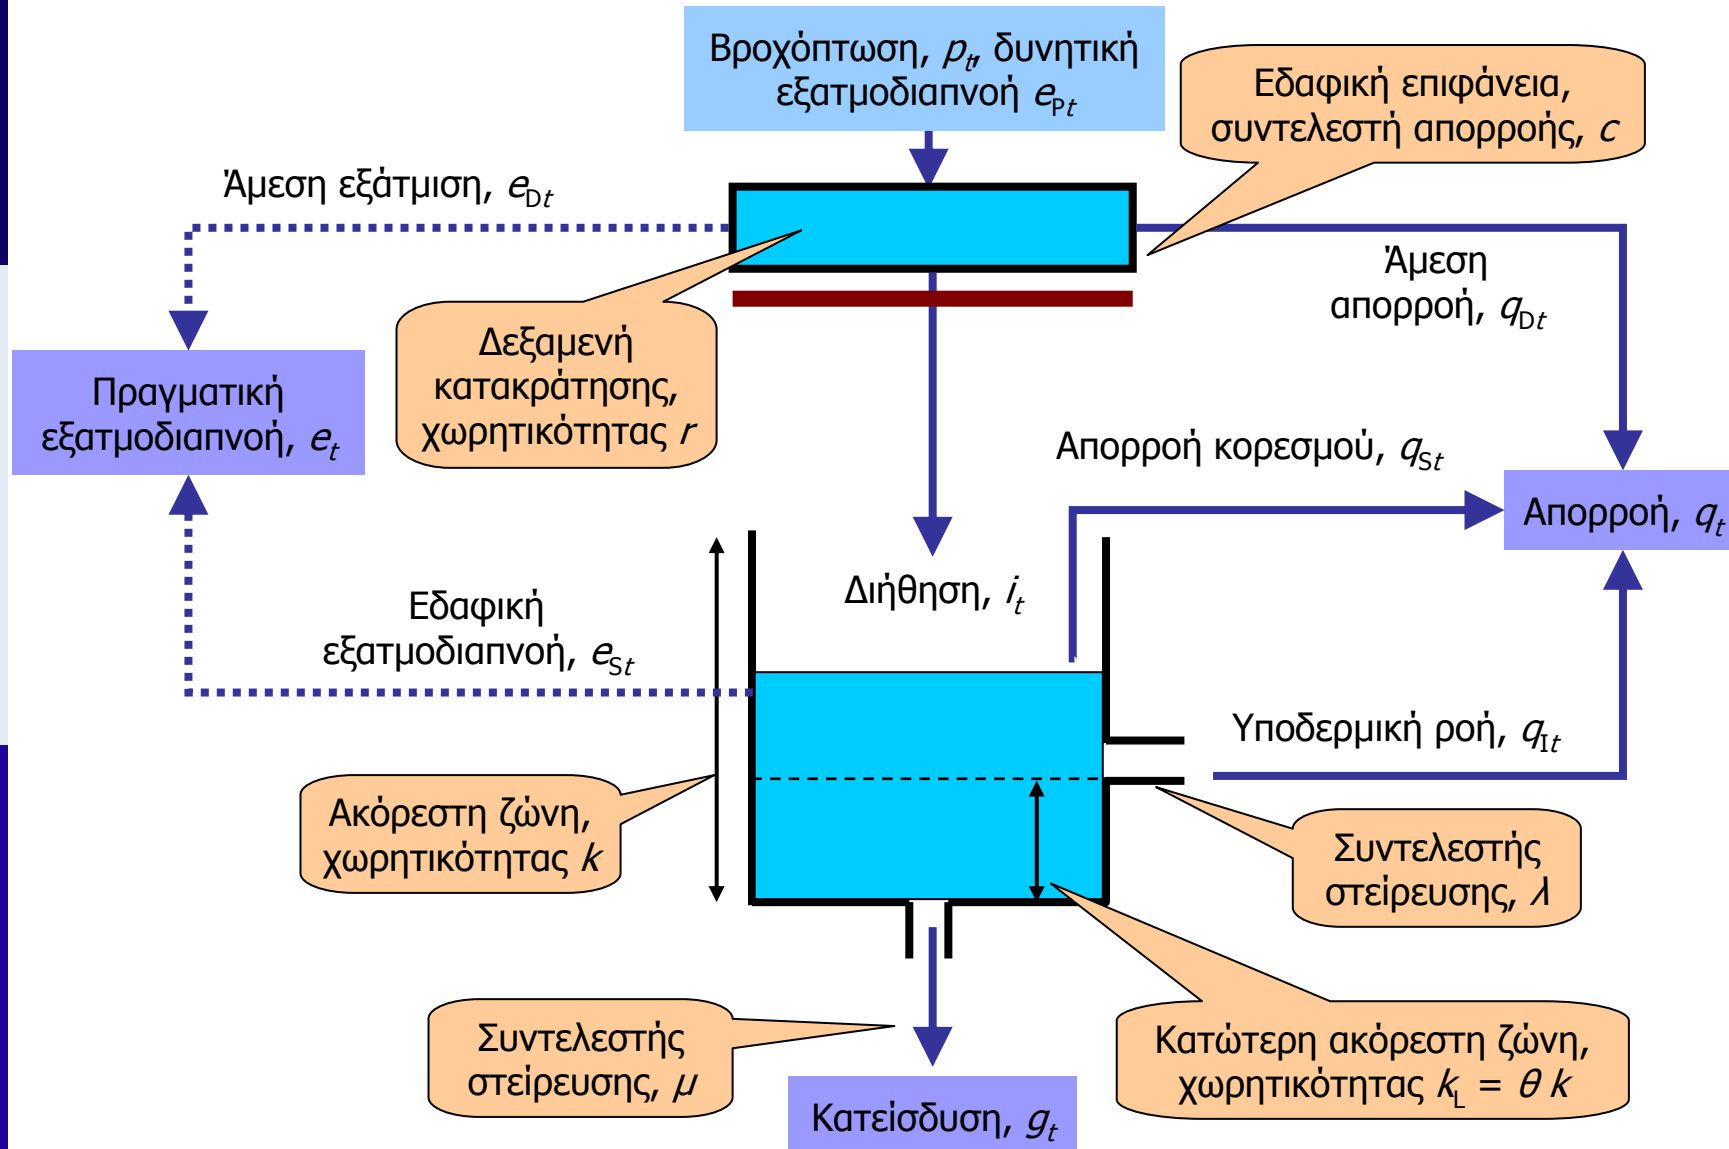 Βροχόπτωση, pt, δυνητική
εξατμοδιαπνοή ePt
Εδαφική επιφάνεια,
συντελεστή απορροής, c
Άμεση εξάτμιση, eDt
Άμεση
απορροή, qDt
Δεξαμενή
κατακράτησης,
χωρητικότητας r
Πραγματική
εξατμοδιαπνοή, et
Απορροή κορεσμού, qSt
Απορροή, qt
Διήθηση, it
Εδαφική
εξατμοδιαπνοή, eSt
Υποδερμική ροή, qIt
Ακόρεστη ζώνη,
χωρητικότητας k
Συντελεστής
στείρευσης, λ
Συντελεστής
στείρευσης, μ
Κατώτερη ακόρεστη ζώνη,
χωρητικότητας kL = θ k
Κατείσδυση, gt